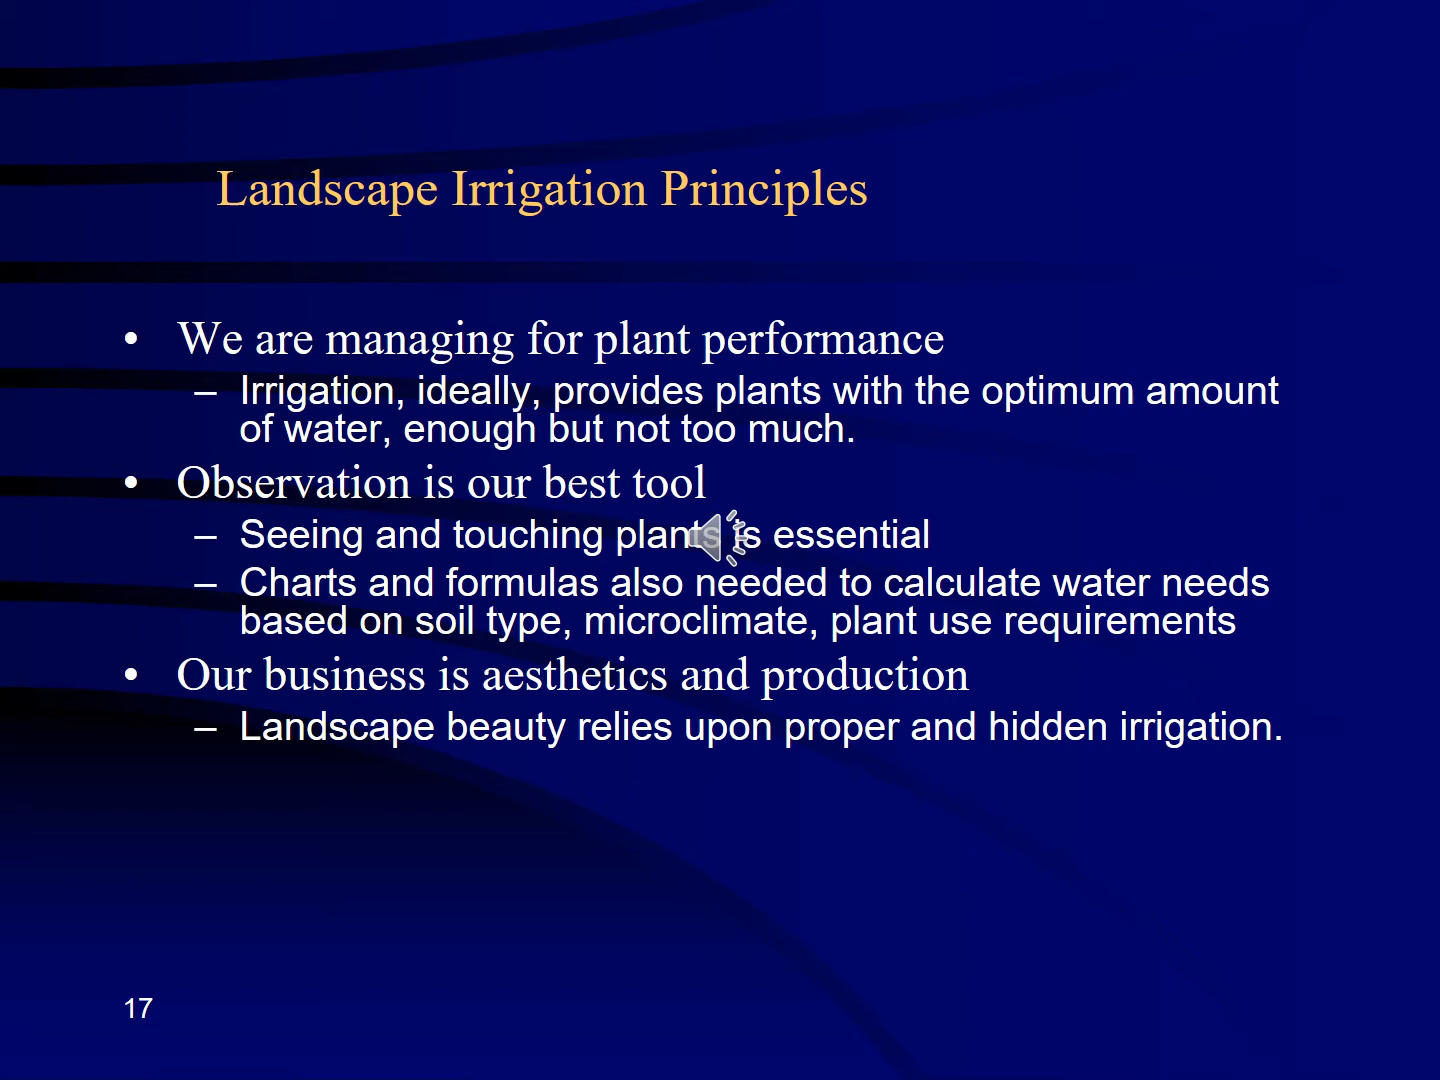 Landscape Irrigation Principles
• We are managing for plant performance
– Irrigation, ideally, provides plants with the optimum amount
of water, enough but not too much.
• Observation is our best tool
– Seeing and touching plants is essential
– Charts and formulas also needed to calculate water needs
based on soil type, microclimate, plant use requirements
• Our business is aesthetics and production
– Landscape beauty relies upon proper and hidden irrigation.
17